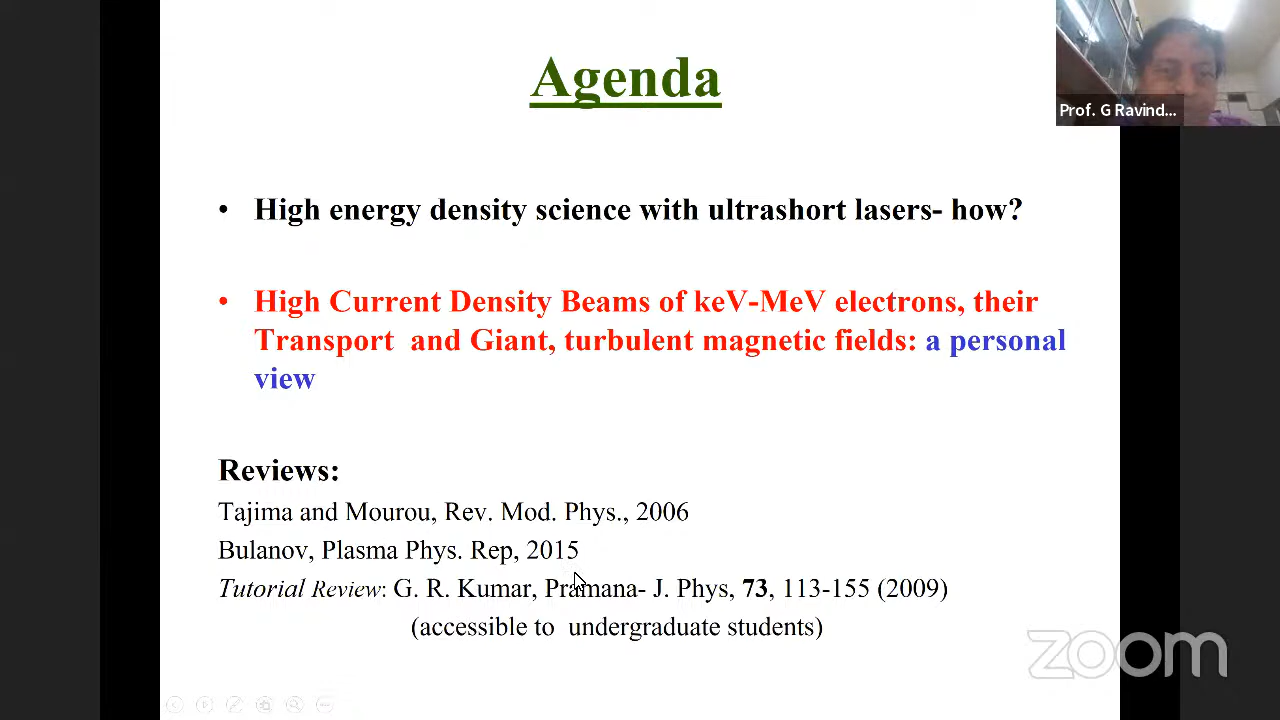 Agenda
Prof. G Ravind...
• High energy density science with ultrashort lasers- how?
• High Current Density Beams of keV-MeV electrons, their
Transport and Giant, turbulent magnetic fields: a personal
view
Reviews:
Tajima and Mourou, Rev. Mod. Phys., 2006
Bulanov, Plasma Phys. Rep, 2015
Tutorial Review: G. R. Kumar, Pramana- J. Phys, 73, 113-155 (2009)
(accessible to undergraduate students)
zoom